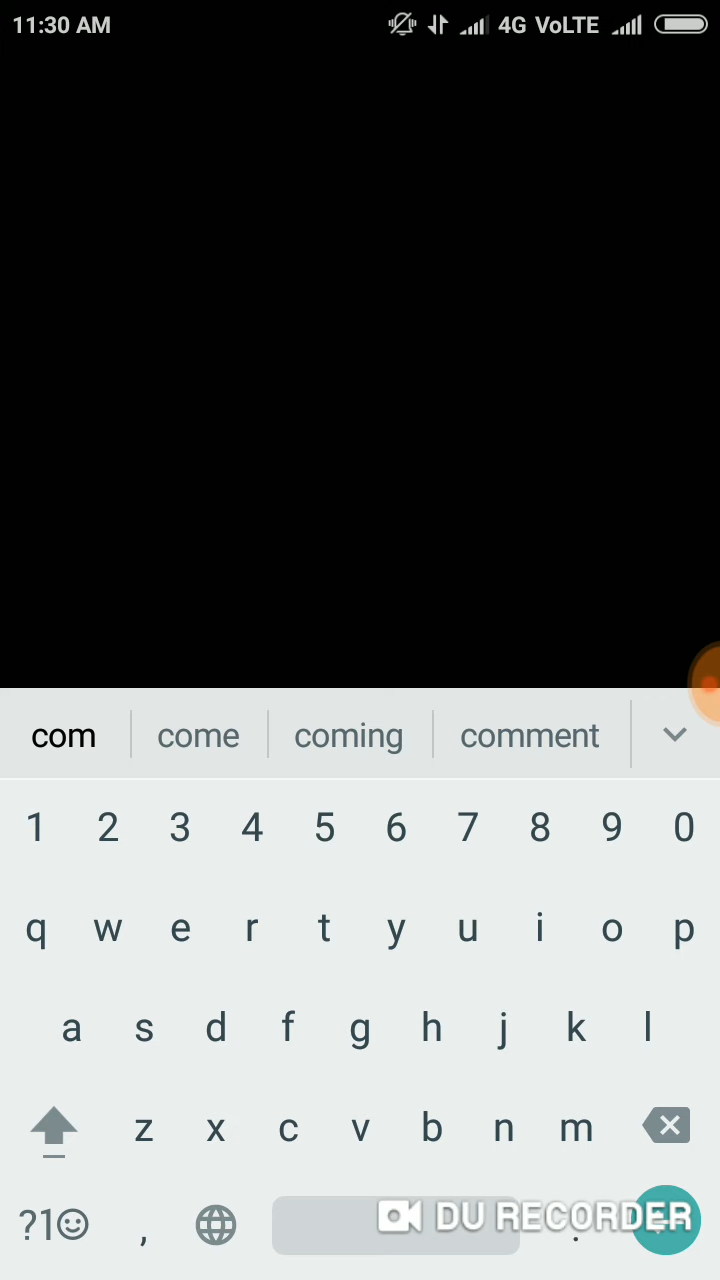 11:30 AM 4G VoLTE
com come coming comment
1 2 3 4 5 6 7 8 9 0
q w e r t y u i o p
a s d f g h j k l
z x c v b n m
?1 , .
DU RECORDER